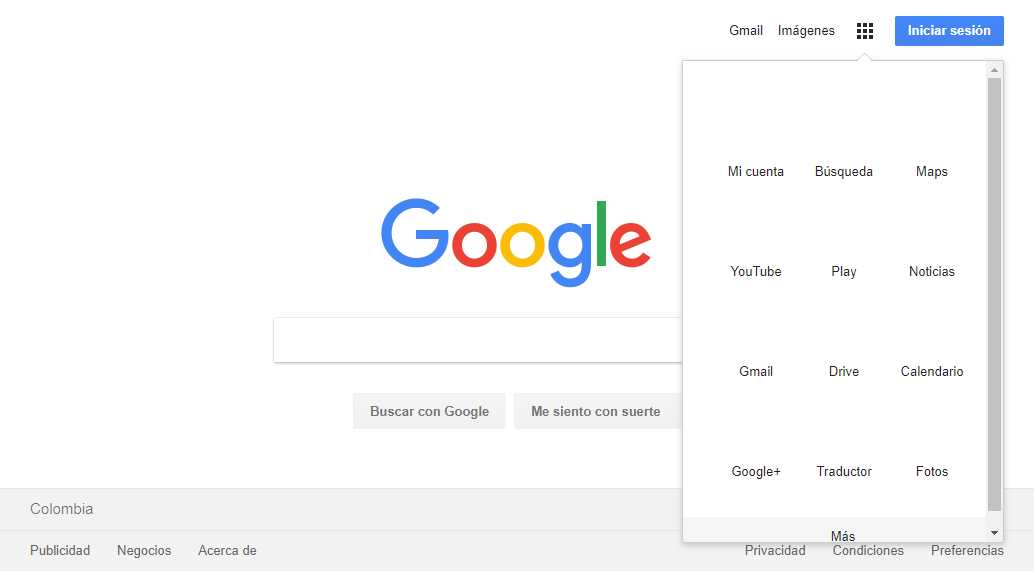 Gmail Imágenes Iniciar sesión
Mi cuenta Búsqueda Maps
YouTube Play Noticias
Gmail Drive Calendario
Google+ Traductor Fotos
Más
Google
Buscar con Google Me siento con suerte
Colombia
Publicidad Negocios Acerca de Privacidad Condiciones Preferencias